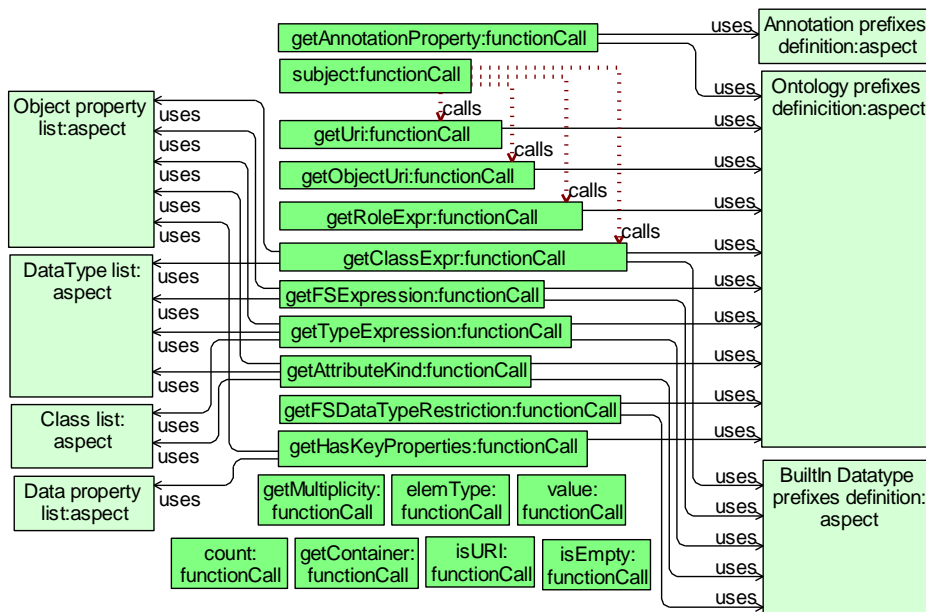 getAnnotationProperty:functionCall
uses
Annotation prefixes
definition:aspect
subject:functionCall
uses
Ontology prefixes
definicition:aspect
Object property
list:aspect
uses
calls
getUri:functionCall
uses
uses
calls
getObjectUri:functionCall
uses
uses
calls
getRoleExpr:functionCall
uses
uses
calls
getClassExpr:functionCall
uses
uses
DataType list:
aspect
uses
getFSExpression:functionCall
uses
uses
getTypeExpression:functionCall
uses
uses
getAttributeKind:functionCall
uses
uses
Class list:
aspect
uses
getFSDataTypeRestriction:functionCall
uses
uses
getHasKeyProperties:functionCall
uses
Data property
list:aspect
uses
getMultiplicity:
functionCall
elemType:
functionCall
value:
functionCall
uses
uses
uses
uses
uses
BuiltIn Datatype
prefixes definition:
aspect
count:
functionCall
getContainer:
functionCall
isURI:
functionCall
isEmpty:
functionCall